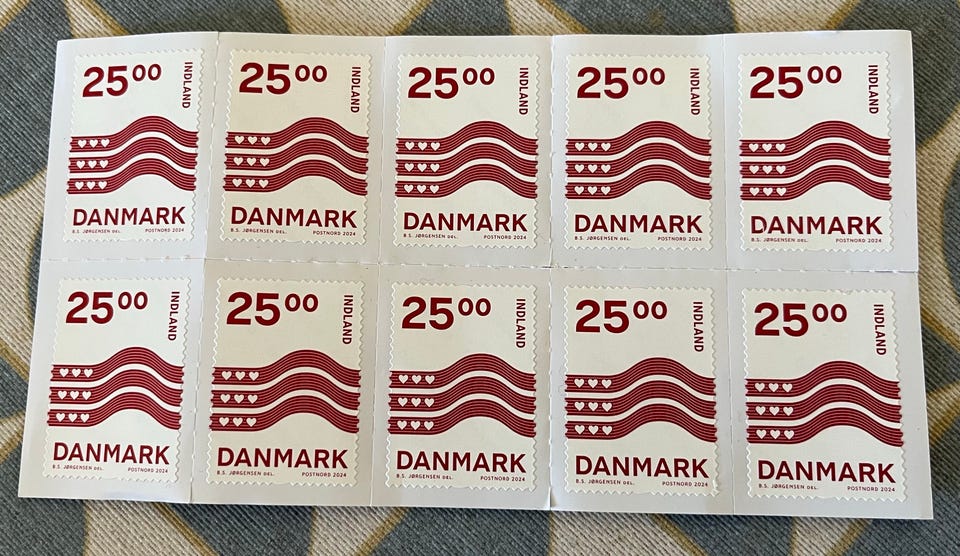 25⁰⁰ INDLAND
DANMARK
B.S. JØRGENSEN DEL. POSTNORD 2024
25⁰⁰ INDLAND
DANMARK
B.S. JØRGENSEN DEL. POSTNORD 2024
25⁰⁰ INDLAND
DANMARK
B.S. JØRGENSEN DEL. POSTNORD 2024
25⁰⁰ INDLAND
DANMARK
B.S. JØRGENSEN DEL. POSTNORD 2024
25⁰⁰ INDLAND
DANMARK
B.S. JØRGENSEN DEL. POSTNORD 2024
25⁰⁰ INDLAND
DANMARK
B.S. JØRGENSEN DEL. POSTNORD 2024
25⁰⁰ INDLAND
DANMARK
B.S. JØRGENSEN DEL. POSTNORD 2024
25⁰⁰ INDLAND
DANMARK
B.S. JØRGENSEN DEL. POSTNORD 2024
25⁰⁰ INDLAND
DANMARK
B.S. JØRGENSEN DEL. POSTNORD 2024
25⁰⁰ INDLAND
DANMARK
B.S. JØRGENSEN DEL. POSTNORD 2024